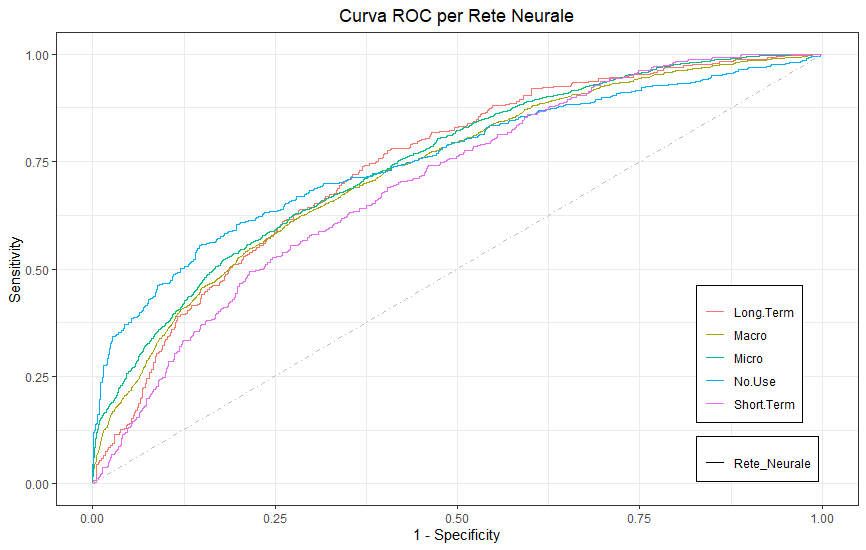 Curva ROC per Rete Neurale
1.00
0.75
0.50
0.25
0.00
Sensitivity
Long.Term
Macro
Micro
No.Use
Short.Term
Rete_Neurale
0.00 0.25 0.50 0.75 1.00
1 - Specificity